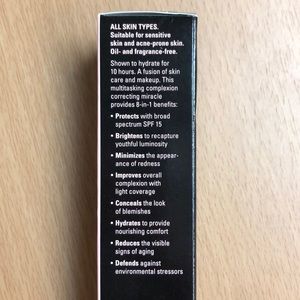 ALL SKIN TYPES.
Suitable for sensitive
skin and acne-prone skin.
Oil- and fragrance-free.
Shown to hydrate for
10 hours. A fusion of skin
care and makeup. This
multitasking complexion
correcting miracle
provides 8-in-1 benefits:
• Protects with broad
spectrum SPF 15
• Brightens to recapture
youthful luminosity
• Minimizes the appear-
ance of redness
• Improves overall
complexion with
light coverage
• Conceals the look
of blemishes
• Hydrates to provide
nourishing comfort
• Reduces the visible
signs of aging
• Defends against
environmental stressors